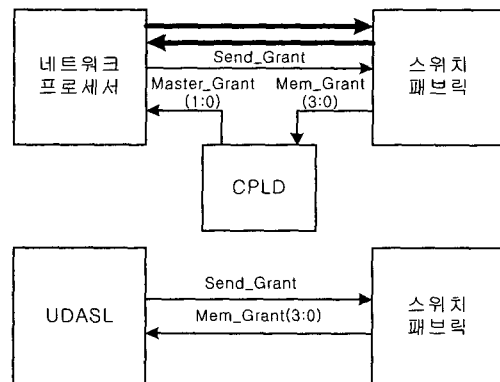 네트워크
프로세서
Send_Grant
Master_Grant
(1:0)
Mem_Grant
(3:0)
스위치
패브릭
CPLD
UDASL
Send_Grant
Mem_Grant(3:0)
스위치
패브릭